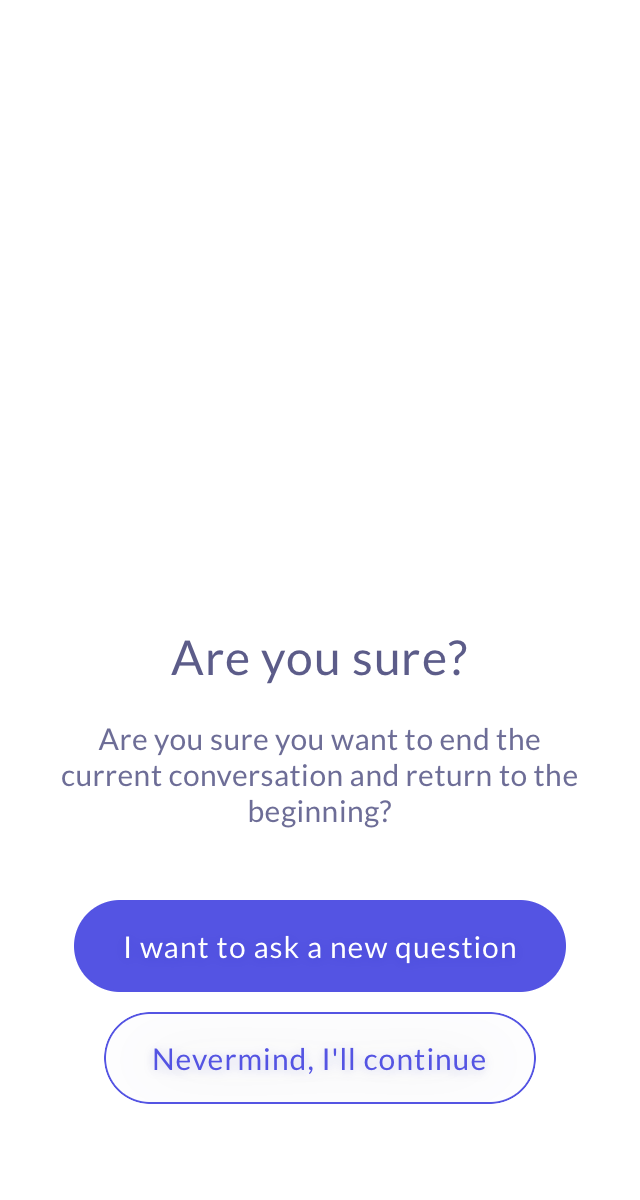 Are you sure?
Are you sure you want to end the
current conversation and return to the
beginning?
I want to ask a new question
Nevermind, I'll continue